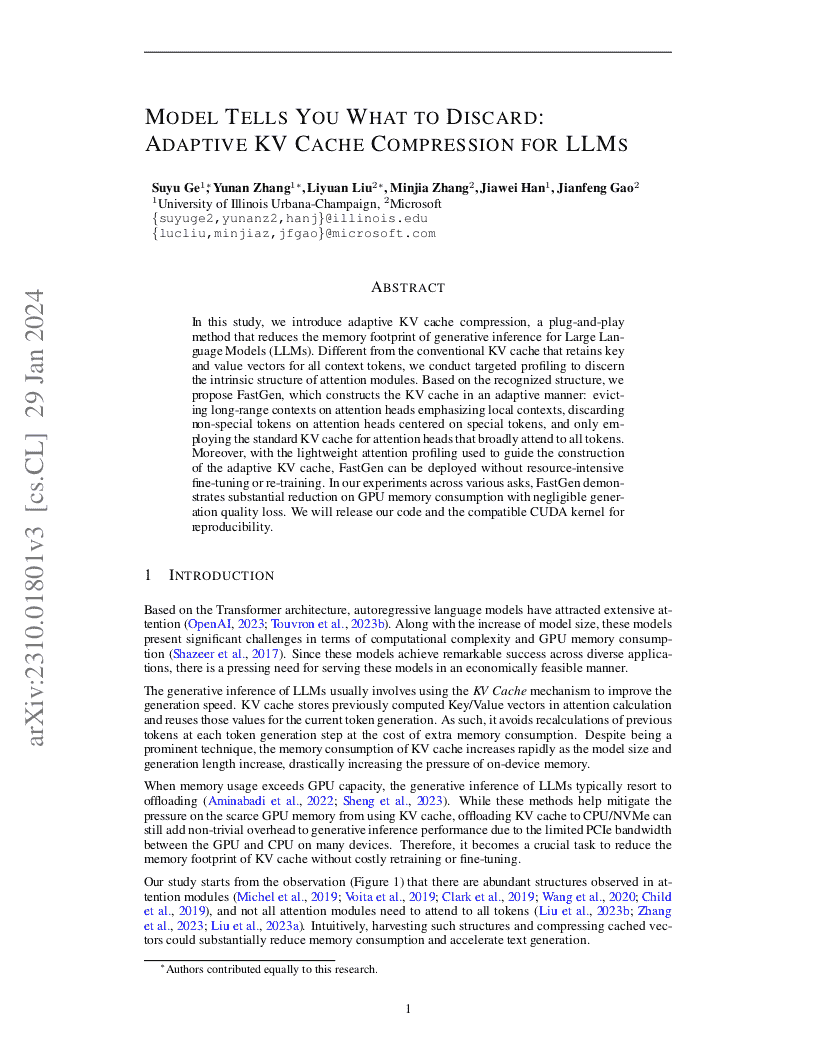 MODEL TELLS YOU WHAT TO DISCARD:
ADAPTIVE KV CACHE COMPRESSION FOR LLMS
Suyu Ge1*, Yunan Zhang1*, Liyuan Liu2*, Minjia Zhang2, Jiawei Han1, Jianfeng Gao2
1University of Illinois Urbana-Champaign, 2Microsoft
{suyuge2,yunanz2,hanj}@illinois.edu
{lucliu,minjiaz,jfgao}@microsoft.com
ABSTRACT
In this study, we introduce adaptive KV cache compression, a plug-and-play
method that reduces the memory footprint of generative inference for Large Lan-
guage Models (LLMs). Different from the conventional KV cache that retains key
and value vectors for all context tokens, we conduct targeted profiling to discern
the intrinsic structure of attention modules. Based on the recognized structure, we
propose FastGen, which constructs the KV cache in an adaptive manner: evict-
ing long-range contexts on attention heads emphasizing local contexts, discarding
non-special tokens on attention heads centered on special tokens, and only em-
ploying the standard KV cache for attention heads that broadly attend to all tokens.
Moreover, with the lightweight attention profiling used to guide the construction
of the adaptive KV cache, FastGen can be deployed without resource-intensive
fine-tuning or re-training. In our experiments across various asks, FastGen demon-
strates substantial reduction on GPU memory consumption with negligible gener-
ation quality loss. We will release our code and the compatible CUDA kernel for
reproducibility.
1 INTRODUCTION
Based on the Transformer architecture, autoregressive language models have attracted extensive at-
tention (OpenAI, 2023; Touvron et al., 2023b). Along with the increase of model size, these models
present significant challenges in terms of computational complexity and GPU memory consump-
tion (Shazeer et al., 2017). Since these models achieve remarkable success across diverse applica-
tions, there is a pressing need for serving these models in an economically feasible manner.
The generative inference of LLMs usually involves using the KV Cache mechanism to improve the
generation speed. KV cache stores previously computed Key/Value vectors in attention calculation
and reuses those values for the current token generation. As such, it avoids recalculations of previous
tokens at each token generation step at the cost of extra memory consumption. Despite being a
prominent technique, the memory consumption of KV cache increases rapidly as the model size and
generation length increase, drastically increasing the pressure of on-device memory.
When memory usage exceeds GPU capacity, the generative inference of LLMs typically resort to
offloading (Aminabadi et al., 2022; Sheng et al., 2023). While these methods help mitigate the
pressure on the scarce GPU memory from using KV cache, offloading KV cache to CPU/NVMe can
still add non-trivial overhead to generative inference performance due to the limited PCIe bandwidth
between the GPU and CPU on many devices. Therefore, it becomes a crucial task to reduce the
memory footprint of KV cache without costly retraining or fine-tuning.
Our study starts from the observation (Figure 1) that there are abundant structures observed in at-
tention modules (Michel et al., 2019; Voita et al., 2019; Clark et al., 2019; Wang et al., 2020; Child
et al., 2019), and not all attention modules need to attend to all tokens (Liu et al., 2023b; Zhang
et al., 2023; Liu et al., 2023a). Intuitively, harvesting such structures and compressing cached vec-
tors could substantially reduce memory consumption and accelerate text generation.
*Authors contributed equally to this research.
1
arXiv:2310.01801v3 [cs.CL] 29 Jan 2024